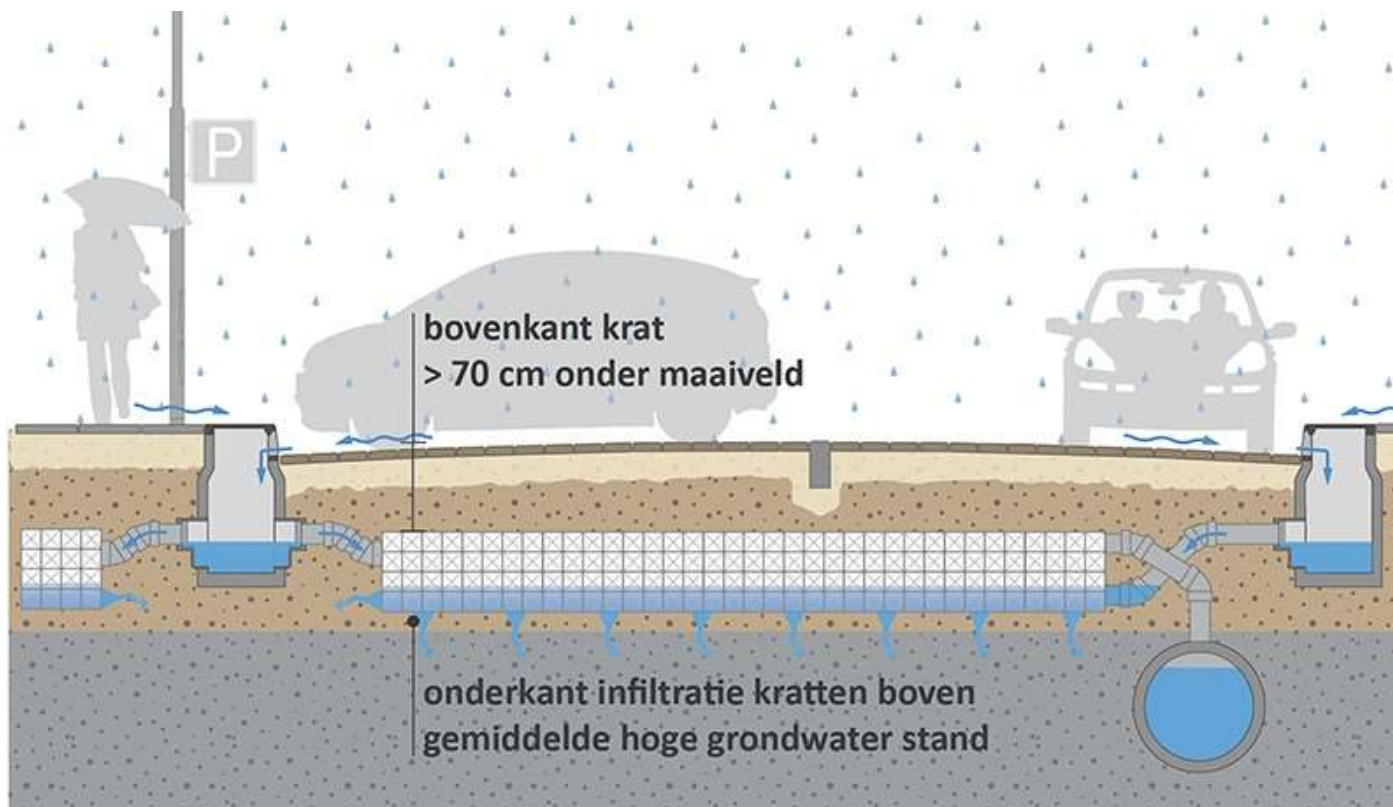 P
bovenkant krat
> 70 cm onder maaiveld
onderkant infiltratie kratten boven
gemiddelde hoge grondwater stand